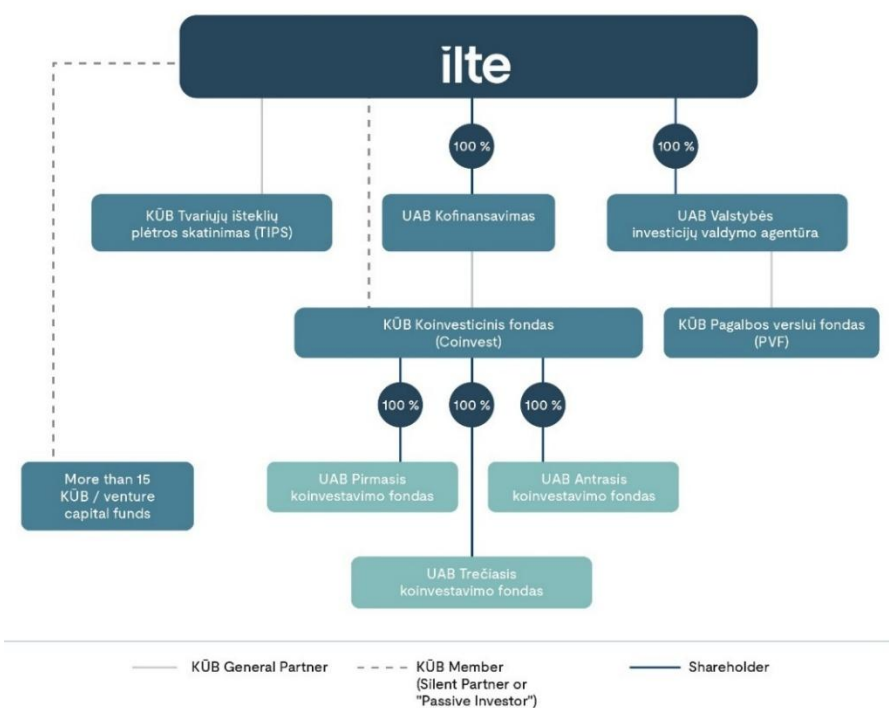 ilte
100 %
100 %
KŪB Tvariųjų išteklių
plėtros skatinimas (TIPS)
UAB Kofinansavimas
UAB Valstybės
investicijų valdymo agentūra
KŪB Koinvesticinis fondas
(Coinvest)
KŪB Pagalbos verslui fondas
(PVF)
100 %
100 %
100 %
More than 15
KŪB / venture
capital funds
UAB Pirmasis
koinvestavimo fondas
UAB Antrasis
koinvestavimo fondas
UAB Trečiasis
koinvestavimo fondas
KŪB General Partner
KŪB Member
(Silent Partner or
"Passive Investor")
Shareholder